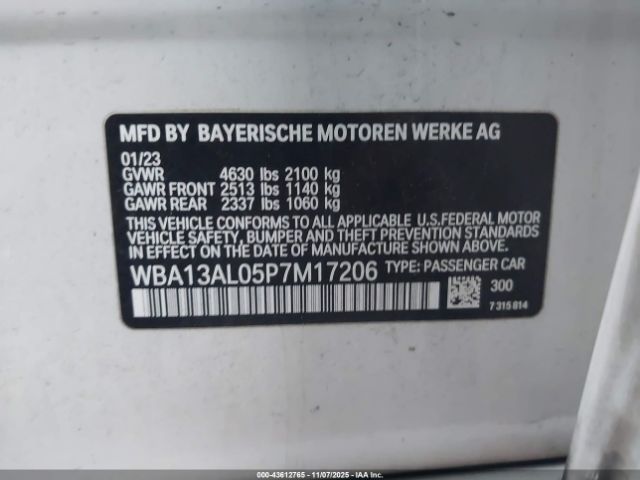 MFD BY BAYERISCHE MOTOREN WERKE AG
01/23
GVWR 4630 lbs 2100 kg
GAWR FRONT 2513 lbs 1140 kg
GAWR REAR 2337 lbs 1060 kg
THIS VEHICLE CONFORMS TO ALL APPLICABLE U.S.FEDERAL MOTOR
VEHICLE SAFETY, BUMPER, AND THEFT PREVENTION STANDARDS
IN EFFECT ON THE DATE OF MANUFACTURE SHOWN ABOVE.
WBA13AL05P7M17206 TYPE: PASSENGER CAR
300
7 315 814
000-43612765 - 11/07/2025 - IAA Inc.